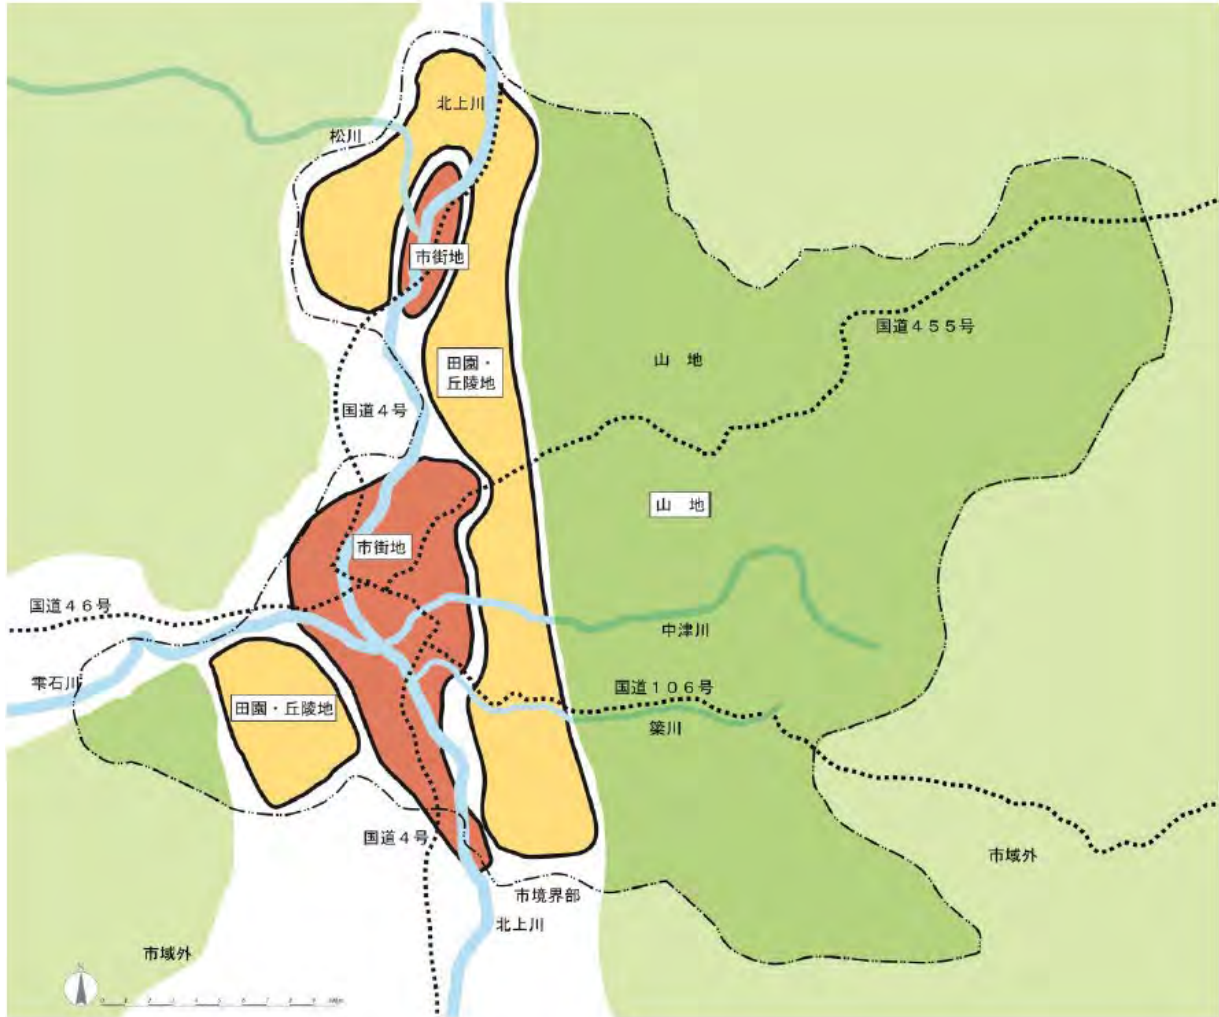 北上川
松川
市街地
国道455号
田園・
丘陵地
山 地
国道4号
山 地
市街地
国道46号
中津川
雫石川
国道106号
田園・丘陵地
簗川
国道4号
市域外
市境界部
北上川
市域外
N